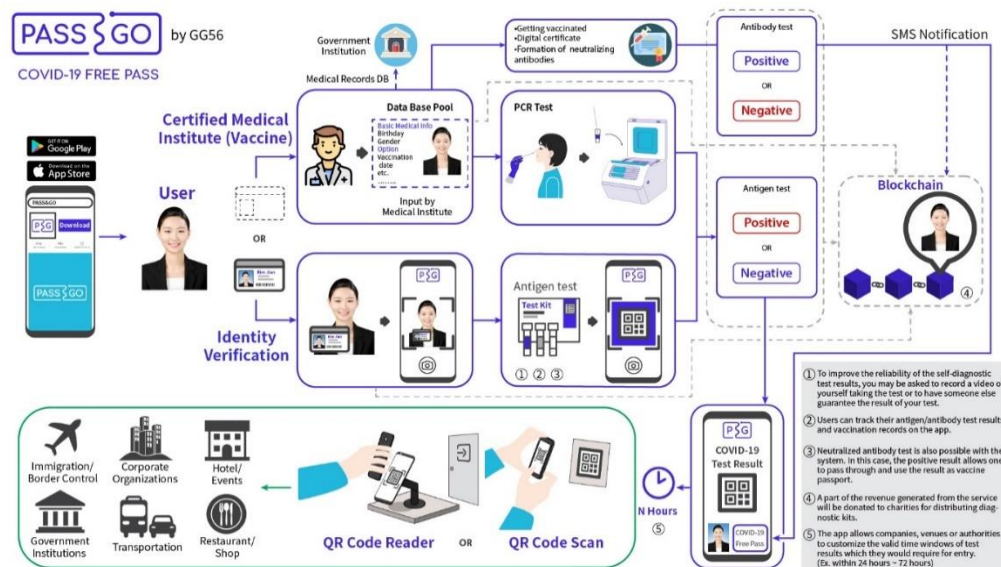 PASS GO by GG56
COVID-19 FREE PASS
GET IT ON
Google Play
Download on the
App Store
PASS&GO
P G
Download
PASS GO
User
Certified Medical
Institute (Vaccine)
OR
Identity
Verification
Government
Institution
Medical Records DB
Data Base Pool
Basic Medical Info
Birthday
Gender
Option
Vaccination
date
etc.
.......
Input by
Medical Institute
•Getting vaccinated
•Digital certificate
•Formation of neutralizing
antibodies
PCR Test
P G
Antigen test
Test Kit
① ② ③
P G
Antibody test
Positive
OR
Negative
Antigen test
Positive
OR
Negative
SMS Notification
Blockchain
④
P G
COVID-19
Test Result
COVID-19
Free Pass
N Hours
⑤
QR Code Reader OR QR Code Scan
Immigration/
Border Control
Corporate
Organizations
Hotel/
Events
Government
Institutions
Transportation
Restaurant/
Shop
① To improve the reliability of the self-diagnostic
test results, you may be asked to record a video of
yourself taking the test or to have someone else
guarantee the result of your test.
② Users can track their antigen/antibody test results
and vaccination records on the app.
③ Neutralized antibody test is also possible with the
system. In this case, the positive result allows one
to pass through and use the result as vaccine
passport.
④ A part of the revenue generated from the service
will be donated to charities for distributing diag-
nostic kits.
⑤ The app allows companies, venues or authorities
to customize the valid time windows of test
results which they would require for entry.
(Ex. within 24 hours ~ 72 hours)